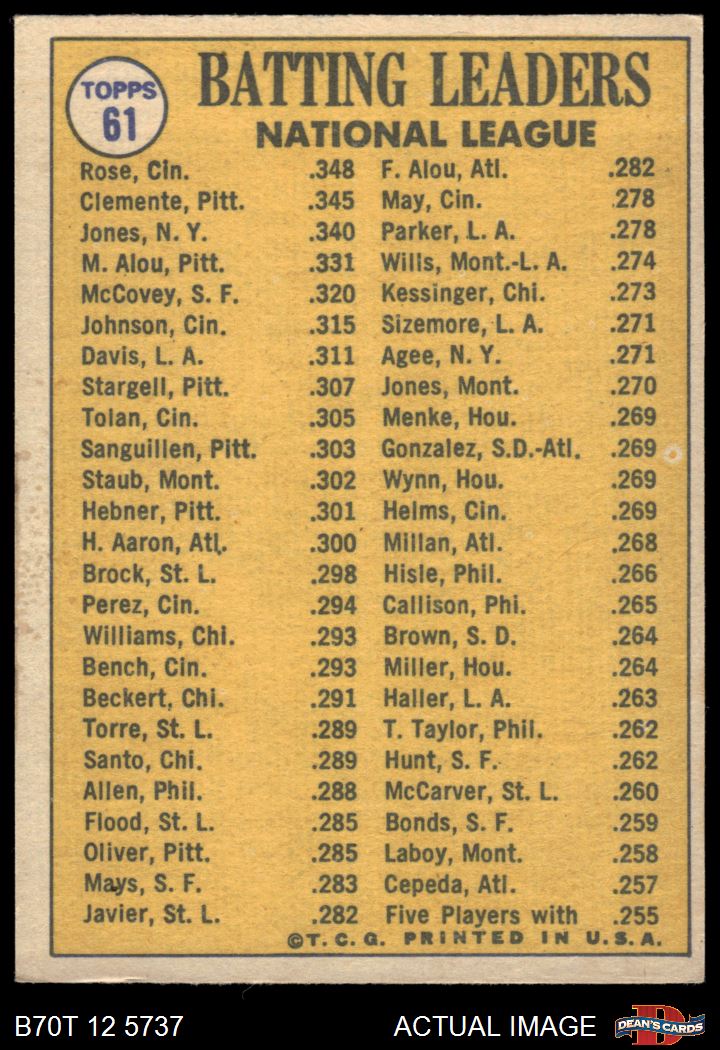 TOPPS
61
BATTING LEADERS
NATIONAL LEAGUE
Rose, Cin. .348
Clemente, Pitt. .345
Jones, N. Y. .340
M. Alou, Pitt. .331
McCovey, S. F. .320
Johnson, Cin. .315
Davis, L. A. .311
Stargell, Pitt. .307
Tolan, Cin. .305
Sanguillen, Pitt. .303
Staub, Mont. .302
Hebner, Pitt. .301
H. Aaron, Atl. .300
Brock, St. L. .298
Perez, Cin. .294
Williams, Chi. .293
Bench, Cin. .293
Beckert, Chi. .291
Torre, St. L. .289
Santo, Chi. .289
Allen, Phil. .288
Flood, St. L. .285
Oliver, Pitt. .285
Mays, S. F. .283
Javier, St. L. .282
F. Alou, Atl. .282
May, Cin. .278
Parker, L. A. .278
Wills, Mont.-L. A. .274
Kessinger, Chi. .273
Sizemore, L. A. .271
Agee, N. Y. .271
Jones, Mont. .270
Menke, Hou. .269
Gonzalez, S.D.-Atl. .269
Wynn, Hou. .269
Helms, Cin. .269
Millan, Atl. .268
Hisle, Phil. .266
Callison, Phi. .265
Brown, S. D. .264
Miller, Hou. .264
Haller, L. A. .263
T. Taylor, Phil. .262
Hunt, S. F. .262
McCarver, St. L. .260
Bonds, S. F. .259
Laboy, Mont. .258
Cepeda, Atl. .257
Five Players with .255
©T. C. G. PRINTED IN U. S. A.
B70T 12 5737
ACTUAL IMAGE
DEAN'S CARDS